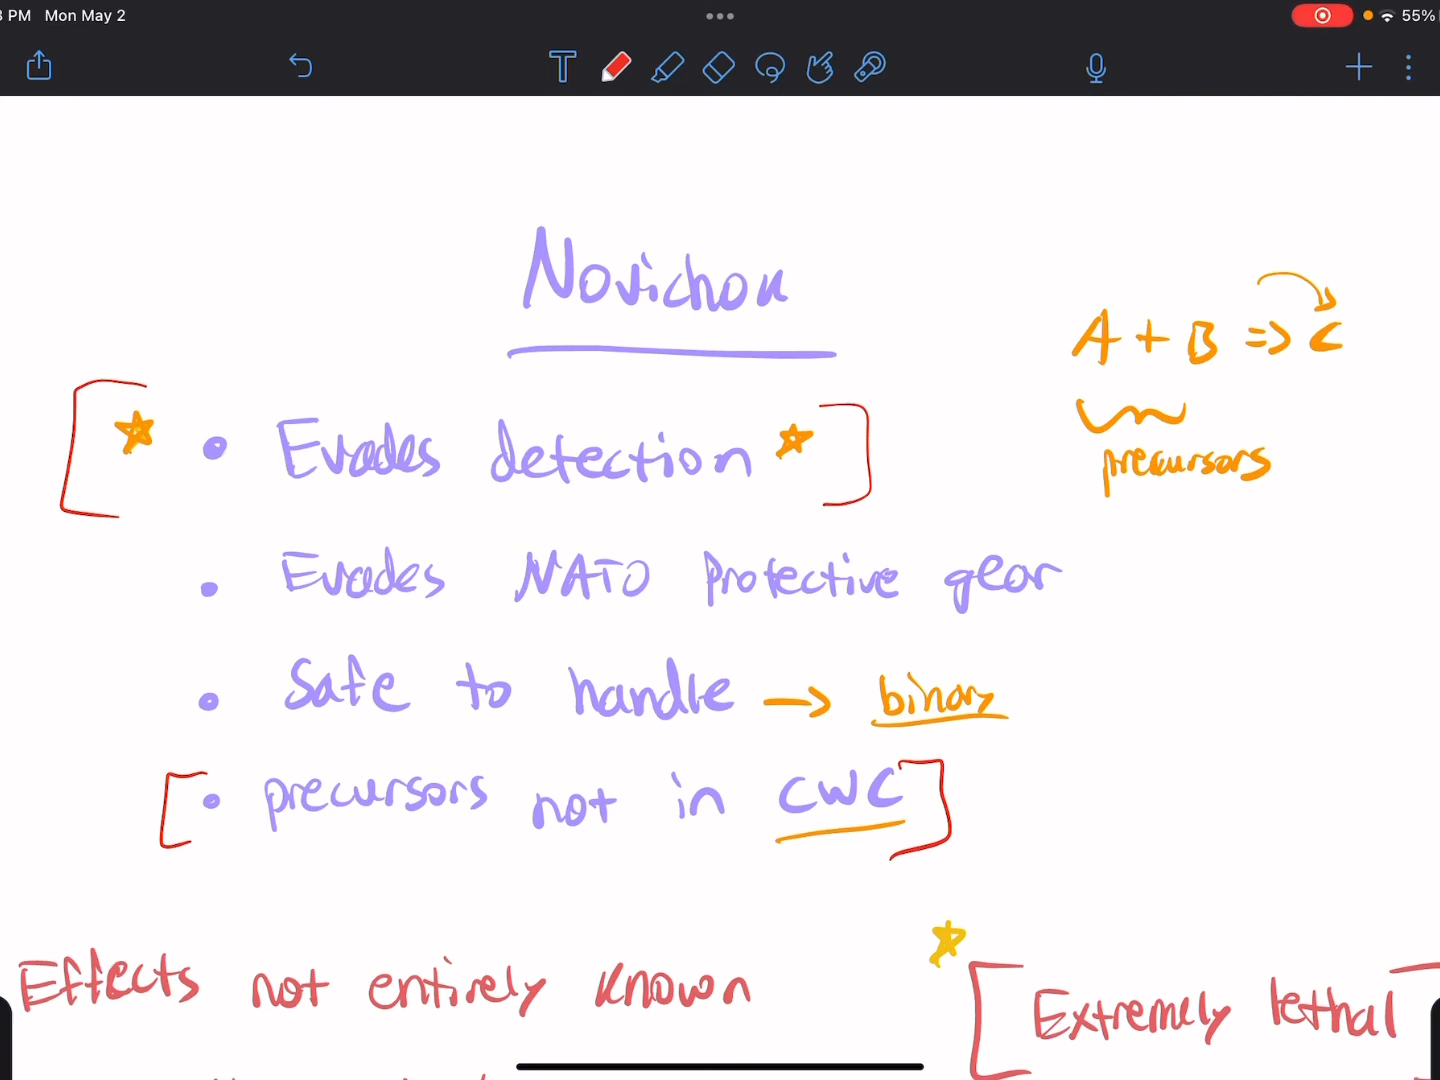 3 PM Mon May 2
55%
Novichok
A + B => C
precursors
• Evades detection
• Evades NATO Protective gear
• Safe to handle → binary
• precursors not in CWC
Effects not entirely known
Extremely lethal